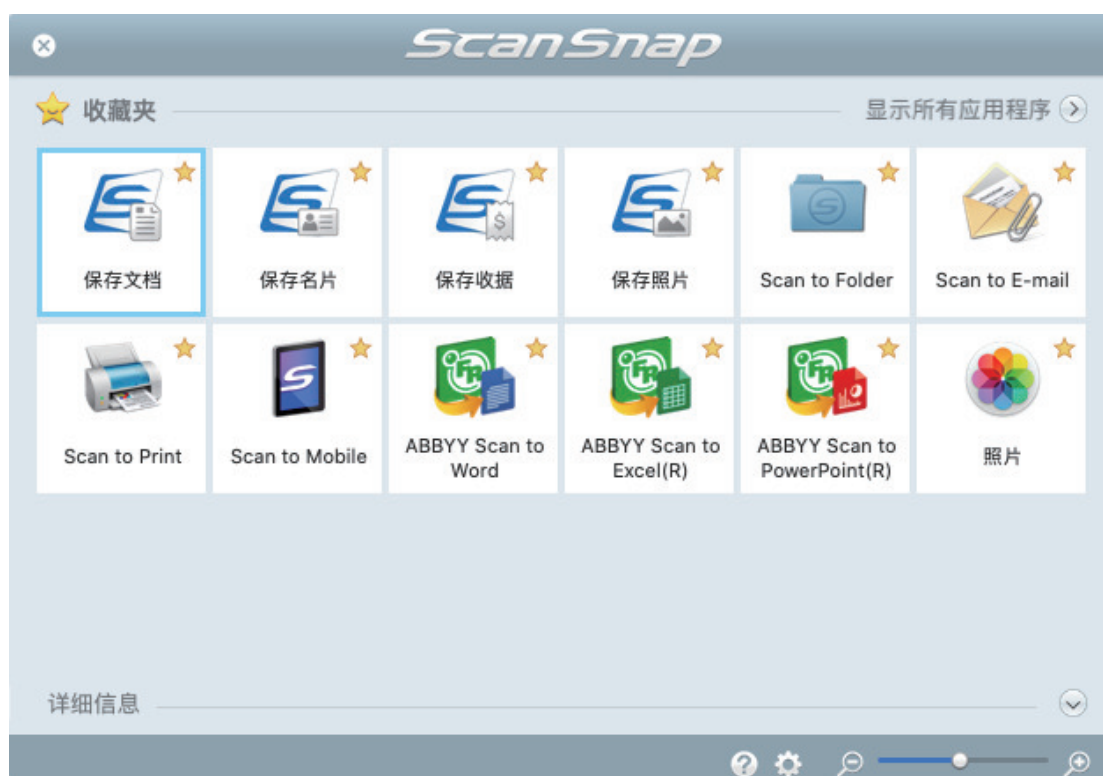 ScanSnap
收藏夹
显示所有应用程序
保存文档
保存名片
保存收据
保存照片
Scan to Folder
Scan to E-mail
Scan to Print
Scan to Mobile
ABBYY Scan to
Word
ABBYY Scan to
Excel(R)
ABBYY Scan to
PowerPoint(R)
照片
详细信息